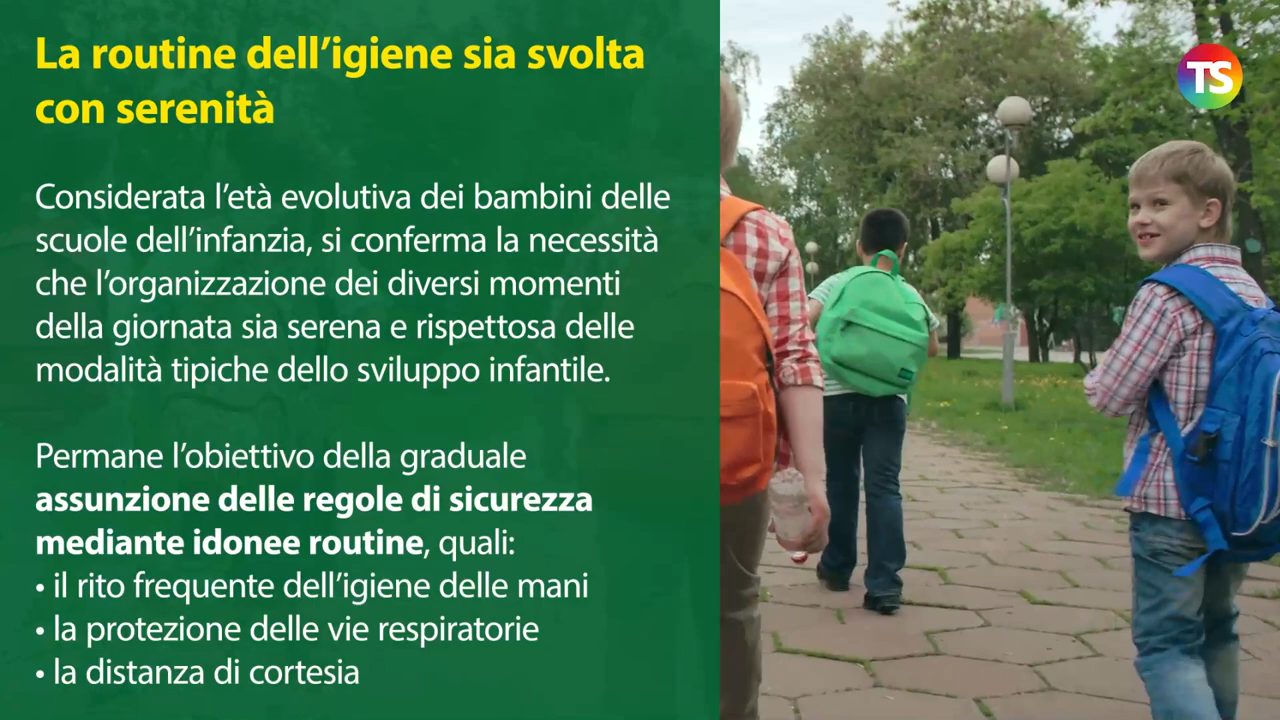 La routine dell’igiene sia svolta
con serenità
TS
Considerata l’età evolutiva dei bambini delle
scuole dell’infanzia, si conferma la necessità
che l’organizzazione dei diversi momenti
della giornata sia serena e rispettosa delle
modalità tipiche dello sviluppo infantile.
Permane l’obiettivo della graduale
assunzione delle regole di sicurezza
mediante idonee routine, quali:
• il rito frequente dell’igiene delle mani
• la protezione delle vie respiratorie
• la distanza di cortesia